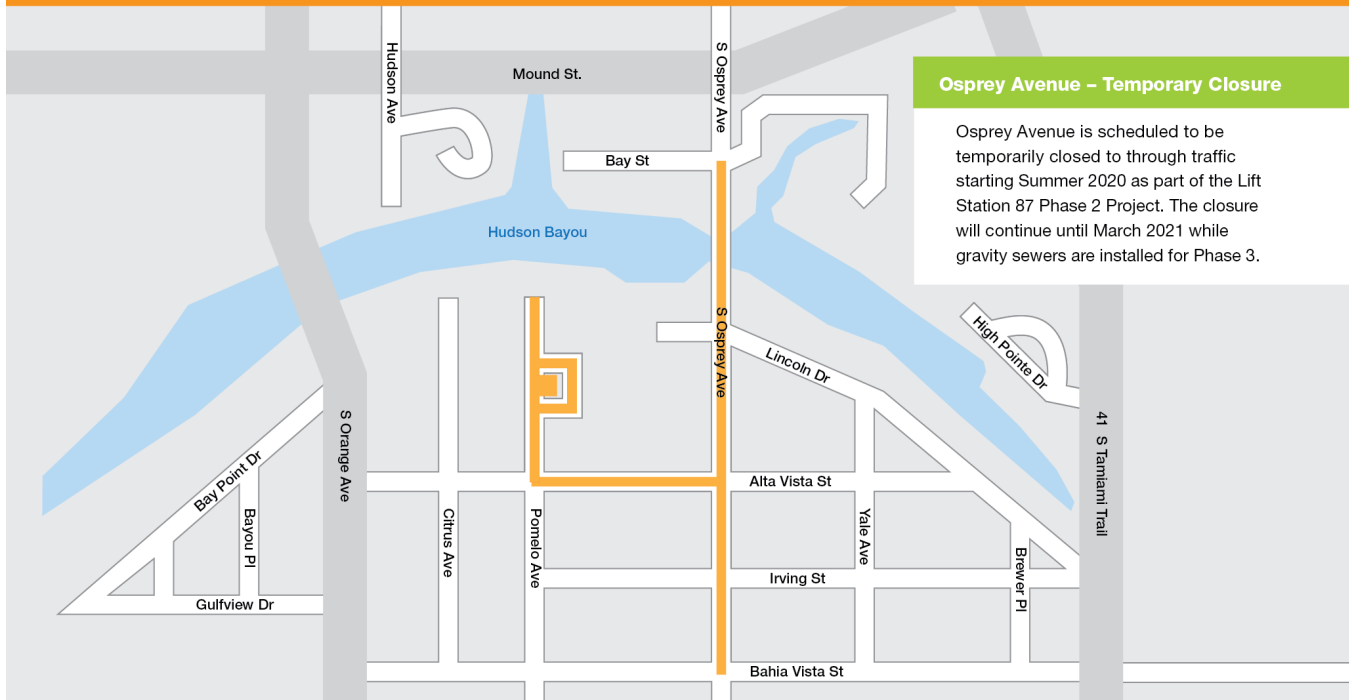 Hudson Ave
Mound St.
S Osprey Ave
Osprey Avenue – Temporary Closure
Osprey Avenue is scheduled to be
temporarily closed to through traffic
starting Summer 2020 as part of the Lift
Station 87 Phase 2 Project. The closure
will continue until March 2021 while
gravity sewers are installed for Phase 3.
Bay St
Hudson Bayou
S Osprey Ave
Lincoln Dr
High Pointe Dr
S Orange Ave
41 S Tamiami Trail
Bay Point Dr
Alta Vista St
Bayou Pl
Citrus Ave
Pomelo Ave
Yale Ave
Brewer Pl
Irving St
Gulfview Dr
Bahia Vista St